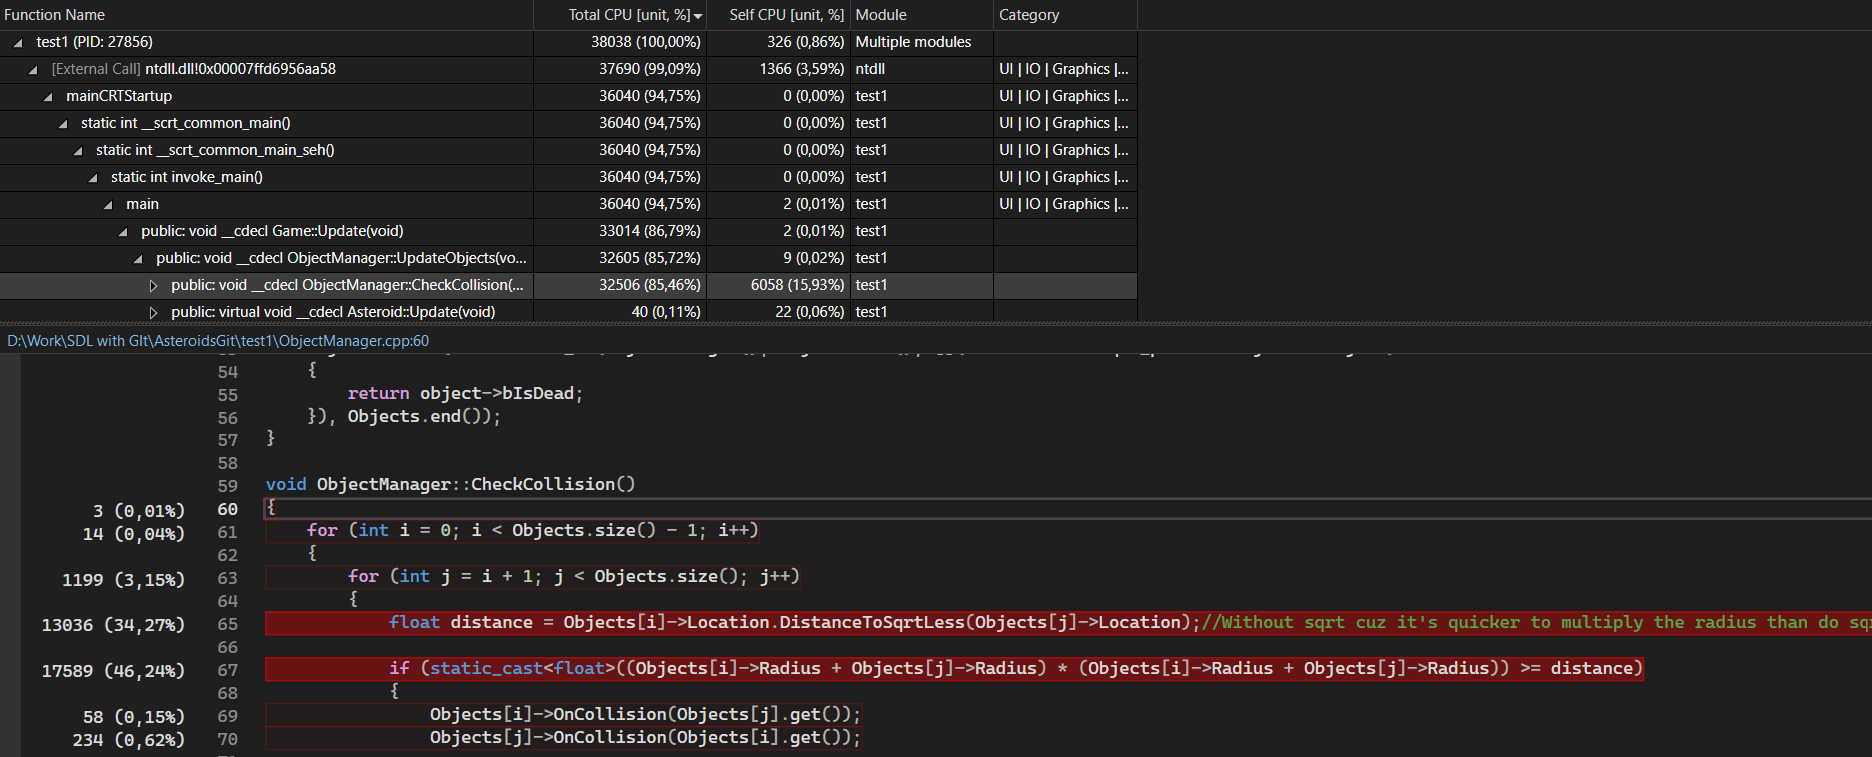 Function Name Total CPU [unit, %] Self CPU [unit, %] Module Category
test1 (PID: 27856) 38038 (100,00%) 326 (0,86%) Multiple modules
[External Call] ntdll.dll!0x00007ffd6956aa58 37690 (99,09%) 1366 (3,59%) ntdll UI | IO | Graphics |...
mainCRTStartup 36040 (94,75%) 0 (0,00%) test1 UI | IO | Graphics |...
static int __scrt_common_main() 36040 (94,75%) 0 (0,00%) test1 UI | IO | Graphics |...
static int __scrt_common_main_seh() 36040 (94,75%) 0 (0,00%) test1 UI | IO | Graphics |...
static int invoke_main() 36040 (94,75%) 0 (0,00%) test1 UI | IO | Graphics |...
main 36040 (94,75%) 2 (0,01%) test1 UI | IO | Graphics |...
public: void __cdecl Game::Update(void) 33014 (86,79%) 2 (0,01%) test1
public: void __cdecl ObjectManager::UpdateObjects(vo... 32605 (85,72%) 9 (0,02%) test1
public: void __cdecl ObjectManager::CheckCollision(... 32506 (85,46%) 6058 (15,93%) test1
public: virtual void __cdecl Asteroid::Update(void) 40 (0,11%) 22 (0,06%) test1
D:\Work\SDL with GIt\AsteroidsGit\test1\ObjectManager.cpp:60
54 {
55 return object->bIsDead;
56 }), Objects.end());
57 }
58
59 void ObjectManager::CheckCollision()
3 (0,01%) 60 {
14 (0,04%) 61 for (int i = 0; i < Objects.size() - 1; i++)
62 {
1199 (3,15%) 63 for (int j = i + 1; j < Objects.size(); j++)
64 {
13036 (34,27%) 65 float distance = Objects[i]->Location.DistanceToSqrtLess(Objects[j]->Location);//Without sqrt cuz it's quicker to multiply the radius than do
66
17589 (46,24%) 67 if (static_cast<float>((Objects[i]->Radius + Objects[j]->Radius) * (Objects[i]->Radius + Objects[j]->Radius)) >= distance)
68 {
58 (0,15%) 69 Objects[i]->OnCollision(Objects[j].get());
234 (0,62%) 70 Objects[j]->OnCollision(Objects[i].get());